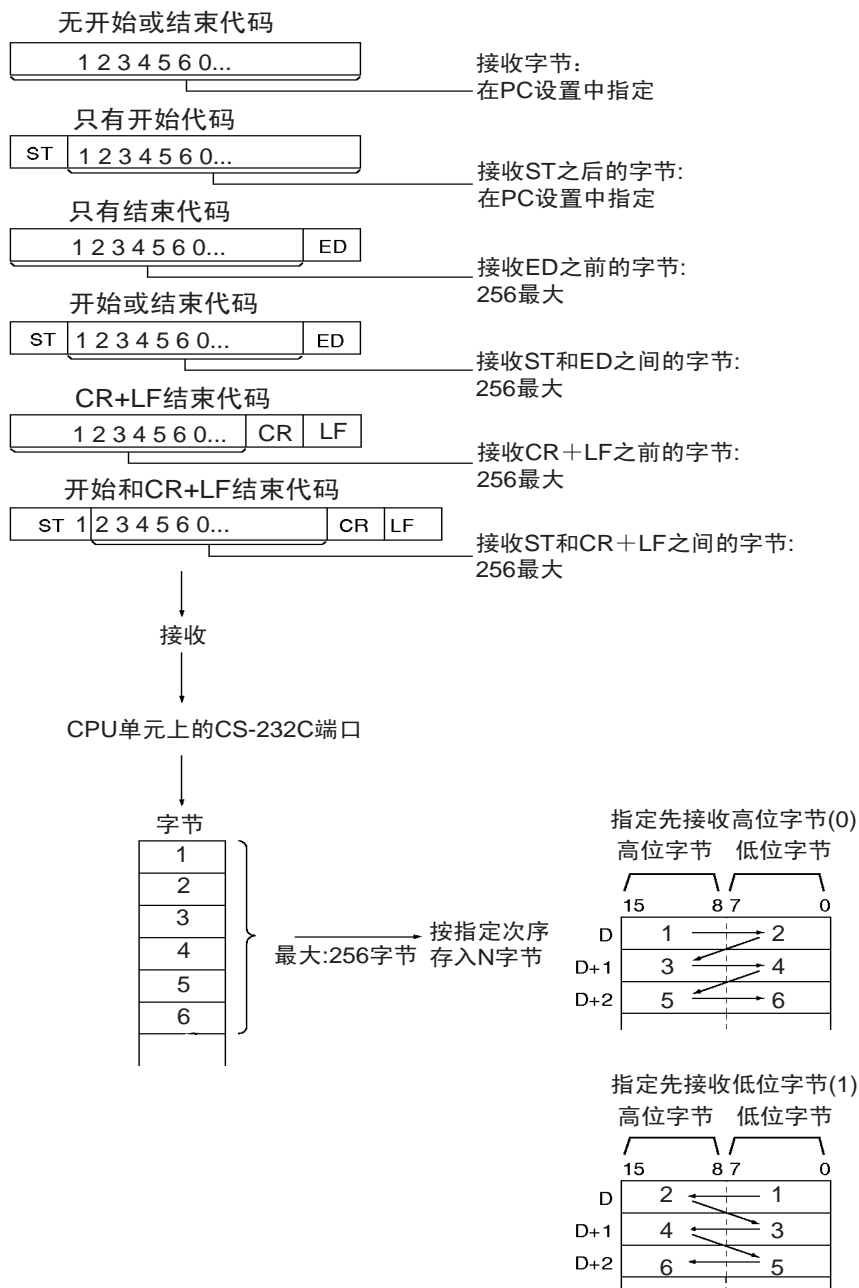 无开始或结束代码
1 2 3 4 5 6 0...
接收字节：
在PC设置中指定
只有开始代码
ST 1 2 3 4 5 6 0...
接收ST之后的字节:
在PC设置中指定
只有结束代码
1 2 3 4 5 6 0... ED
接收ED之前的字节:
256最大
开始或结束代码
ST 1 2 3 4 5 6 0... ED
接收ST和ED之间的字节:
256最大
CR+LF结束代码
1 2 3 4 5 6 0... CR LF
接收CR＋LF之前的字节:
256最大
开始和CR+LF结束代码
ST 1 2 3 4 5 6 0... CR LF
接收ST和CR＋LF之间的字节:
256最大
接收
CPU单元上的CS-232C端口
字节
1
2
3
4
5
6
最大:256字节
按指定次序
存入N字节
指定先接收高位字节(0)
高位字节 低位字节
15 8 7 0
D 1 2
D+1 3 4
D+2 5 6
指定先接收低位字节(1)
高位字节 低位字节
15 8 7 0
D 2 1
D+1 4 3
D+2 6 5